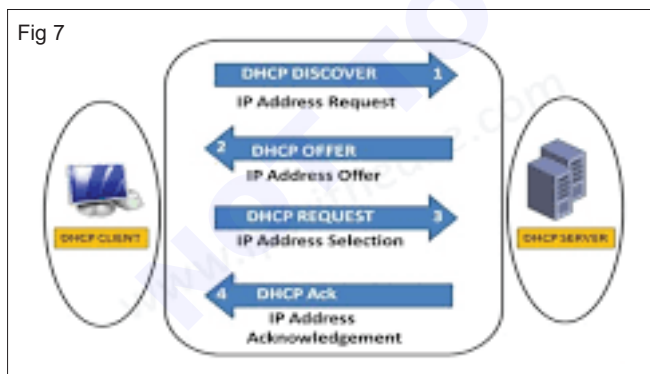 Fig 7
DHCP DISCOVER 1
IP Address Request
2 DHCP OFFER
IP Address Offer
DHCP CLIENT
DHCP REQUEST 3
IP Address Selection
DHCP SERVER
4 DHCP Ack
IP Address
Acknowledgement